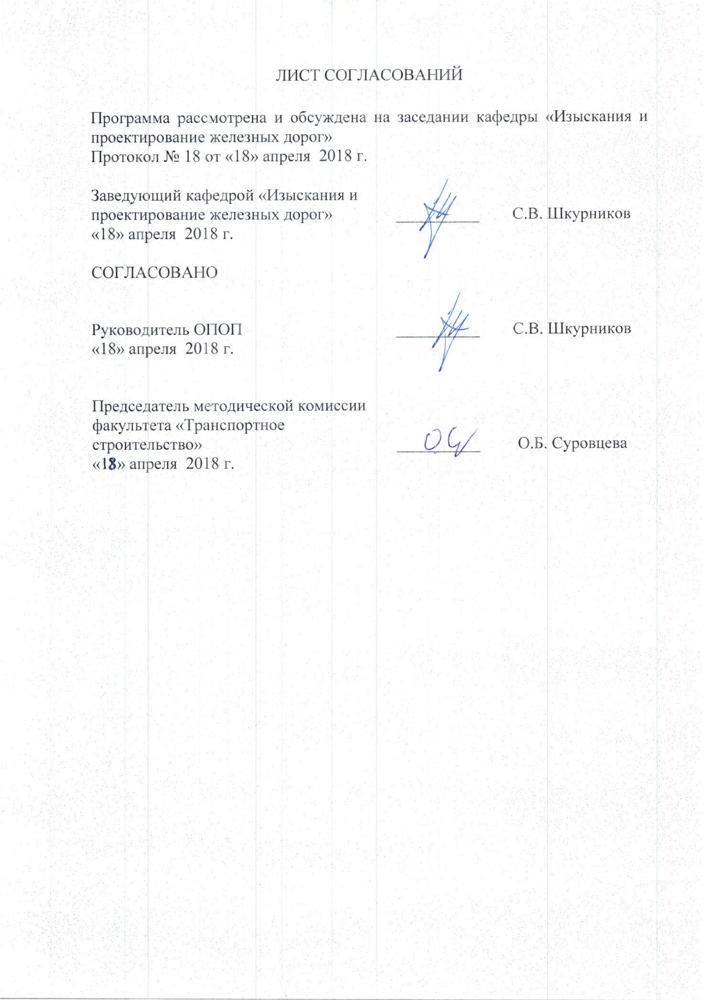 ЛИСТ СОГЛАСОВАНИЙ
Программа рассмотрена и обсуждена на заседании кафедры «Изыскания и
проектирование железных дорог»
Протокол № 18 от «18» апреля 2018 г.
Заведующий кафедрой «Изыскания и
проектирование железных дорог» С.В. Шкурников
«18» апреля 2018 г.
СОГЛАСОВАНО
Руководитель ОПОП С.В. Шкурников
«18» апреля 2018 г.
Председатель методической комиссии
факультета «Транспортное
строительство» О.Б. Суровцева
«18» апреля 2018 г.